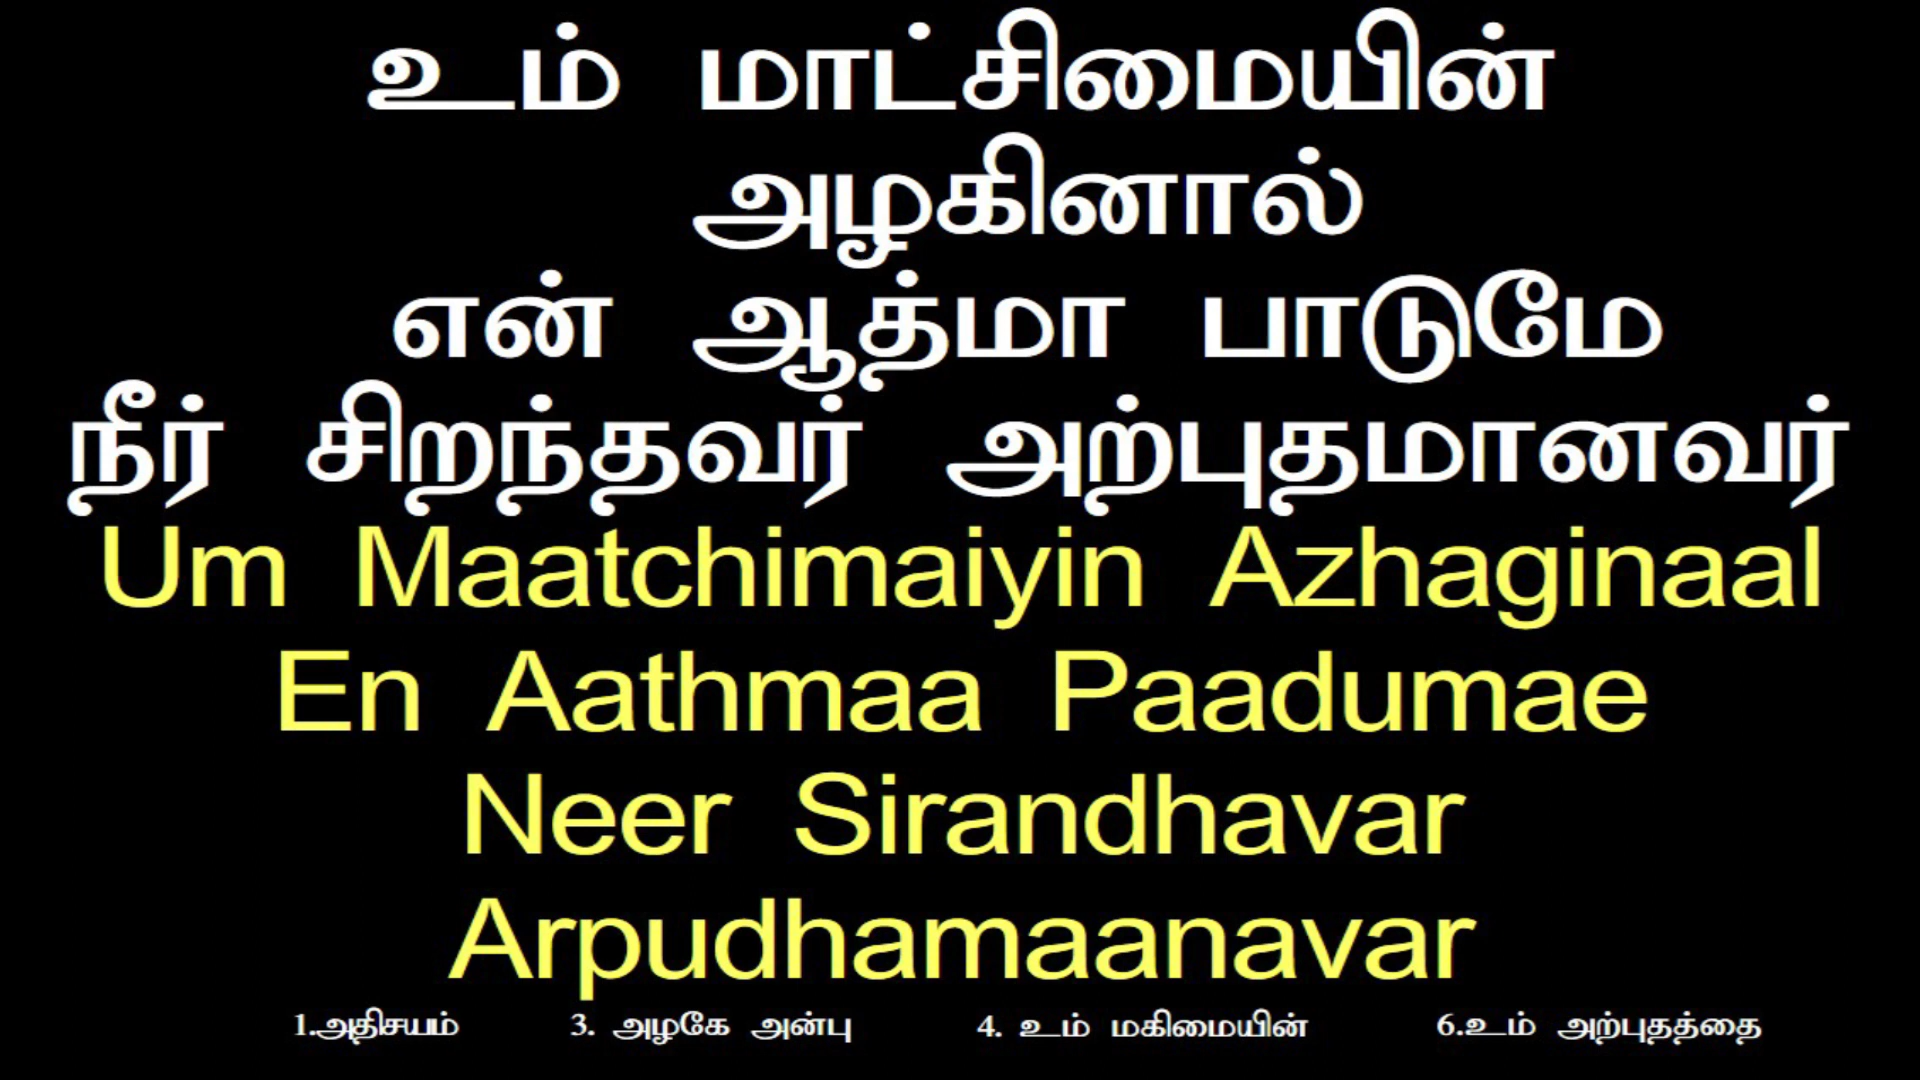 உம் மாட்சிமையின்
அழகினால்
என் ஆத்மா பாடுமே
நீர் சிறந்தவர் அற்புதமானவர்
Um Maatchimaiyin Azhaginaal
En Aathmaa Paadumae
Neer Sirandhavar
Arpudhamaanavar
1.அதிசயம் 3. அழகே அன்பு 4. உம் மகிமையின் 6.உம் அற்புதத்தை